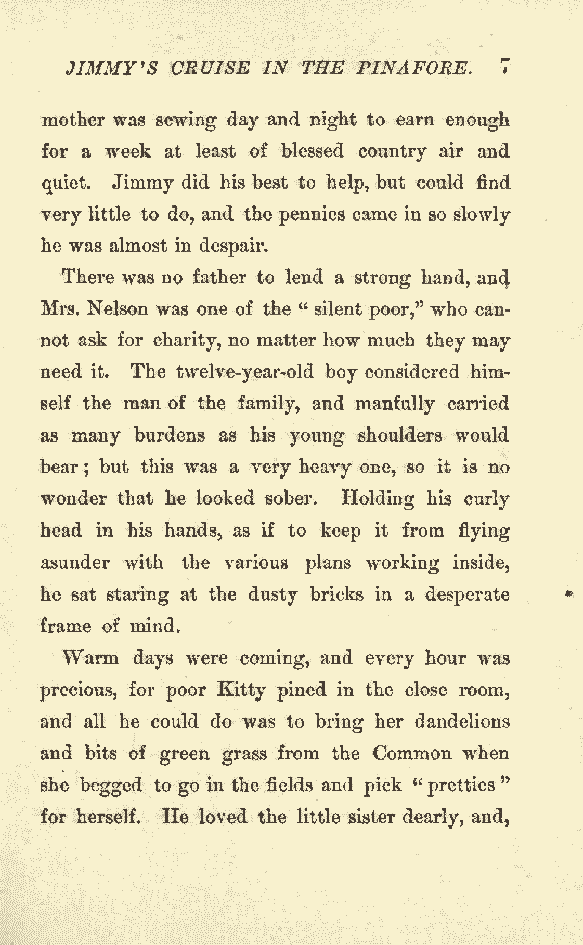 JIMMY'S CRUISE IN THE PINAFORE. 7
mother was sewing day and night to earn enough
for a week at least of blessed country air and
quiet. Jimmy did his best to help, but could find
very little to do, and the pennies came in so slowly
he was almost in despair.
There was no father to lend a strong hand, and
Mrs. Nelson was one of the “ silent poor,” who can-
not ask for charity, no matter how much they may
need it. The twelve-year-old boy considered him-
self the man of the family, and manfully carried
as many burdens as his young shoulders would
bear; but this was a very heavy one, so it is no
wonder that he looked sober. Holding his curly
head in his hands, as if to keep it from flying
asunder with the various plans working inside,
he sat staring at the dusty bricks in a desperate
frame of mind.
Warm days were coming, and every hour was
precious, for poor Kitty pined in the close room,
and all he could do was to bring her dandelions
and bits of green grass from the Common when
she begged to go in the fields and pick “pretties”
for herself. He loved the little sister dearly, and,